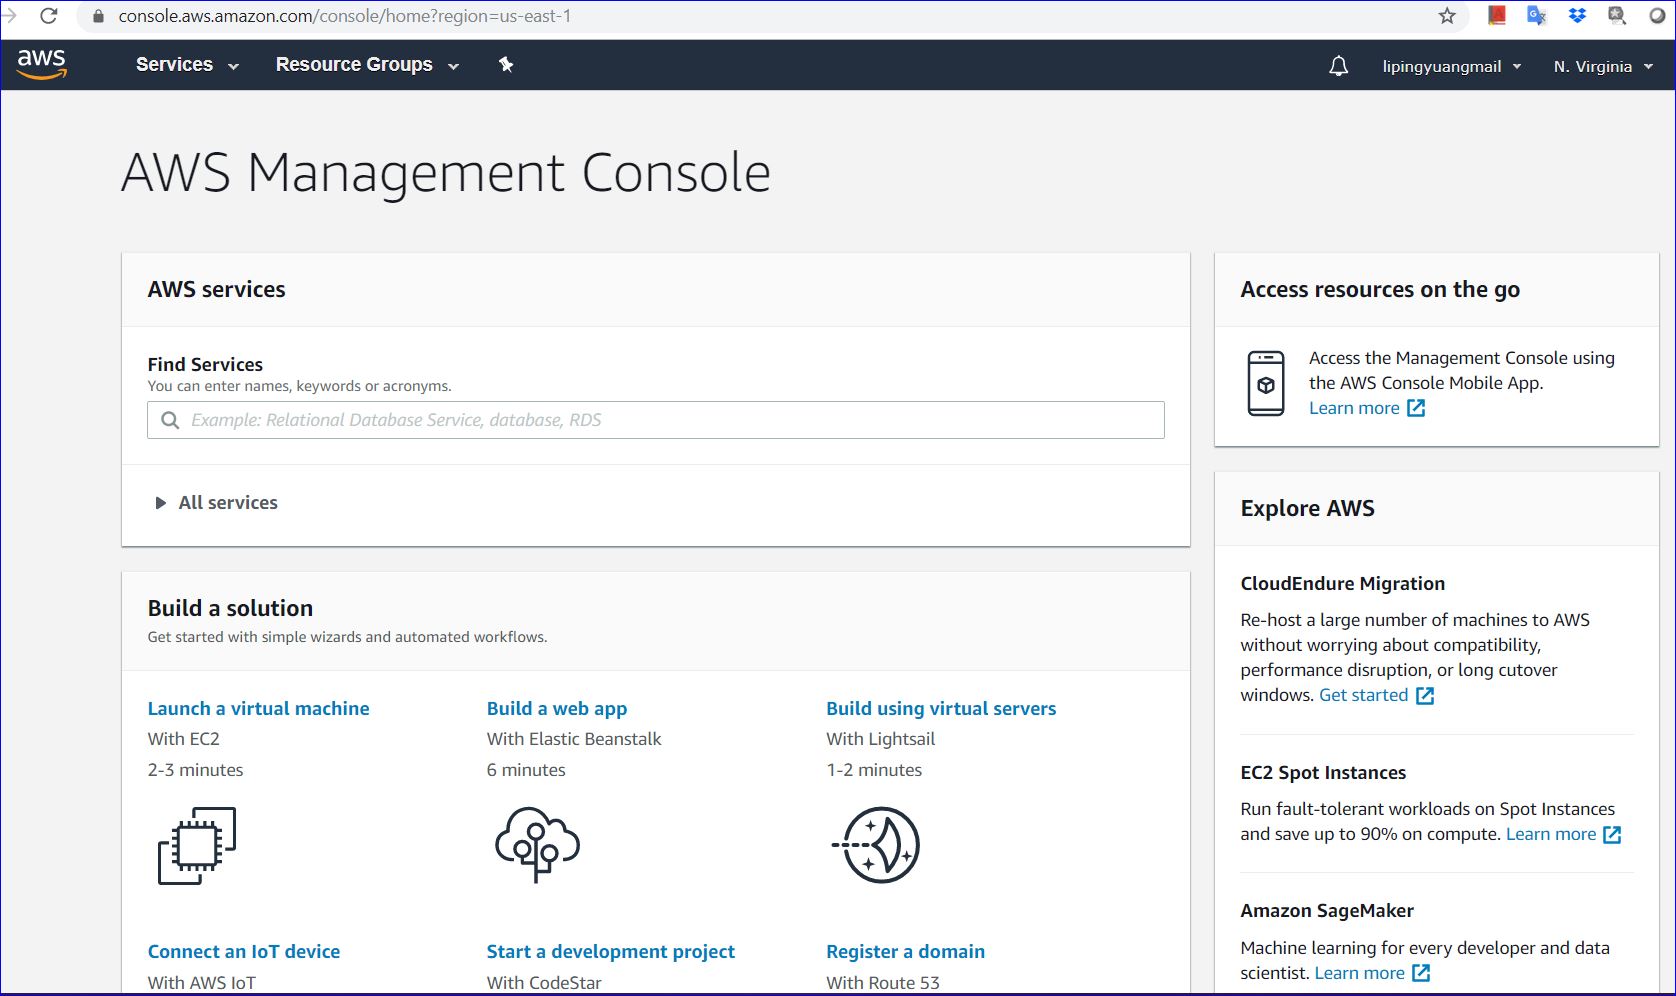 console.aws.amazon.com/console/home?region=us-east-1
aws
Services
Resource Groups
lipingyuangmail
N. Virginia
AWS Management Console
AWS services
Find Services
You can enter names, keywords or acronyms.
Example: Relational Database Service, database, RDS
All services
Build a solution
Get started with simple wizards and automated workflows.
Launch a virtual machine
With EC2
2-3 minutes
Build a web app
With Elastic Beanstalk
6 minutes
Build using virtual servers
With Lightsail
1-2 minutes
Connect an IoT device
With AWS IoT
Start a development project
With CodeStar
Register a domain
With Route 53
Access resources on the go
Access the Management Console using
the AWS Console Mobile App.
Learn more
Explore AWS
CloudEndure Migration
Re-host a large number of machines to AWS
without worrying about compatibility,
performance disruption, or long cutover
windows. Get started
EC2 Spot Instances
Run fault-tolerant workloads on Spot Instances
and save up to 90% on compute. Learn more
Amazon SageMaker
Machine learning for every developer and data
scientist. Learn more